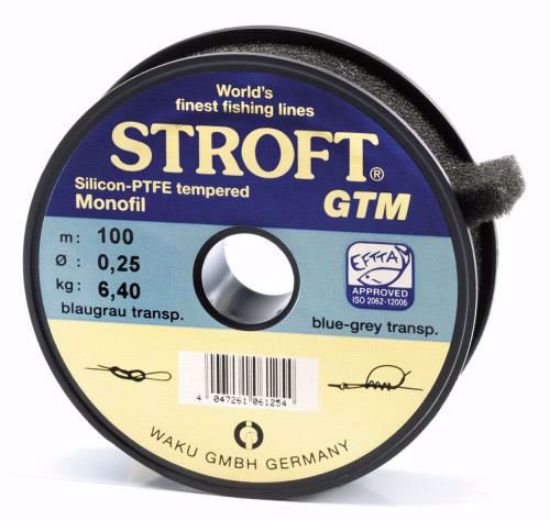 World's
finest fishing lines
STROFT®
GTM
Silicon-PTFE tempered
Monofil
m: 100
Ø : 0,25
kg: 6,40
blaugrau transp.
EFTTA
APPROVED
ISO 2062-12006
blue-grey transp.
4 047261 061254
WAKU GMBH GERMANY